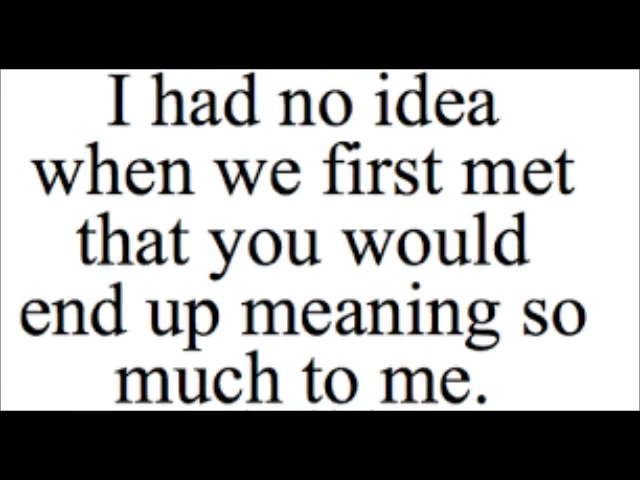 I had no idea
when we first met
that you would
end up meaning so
much to me.